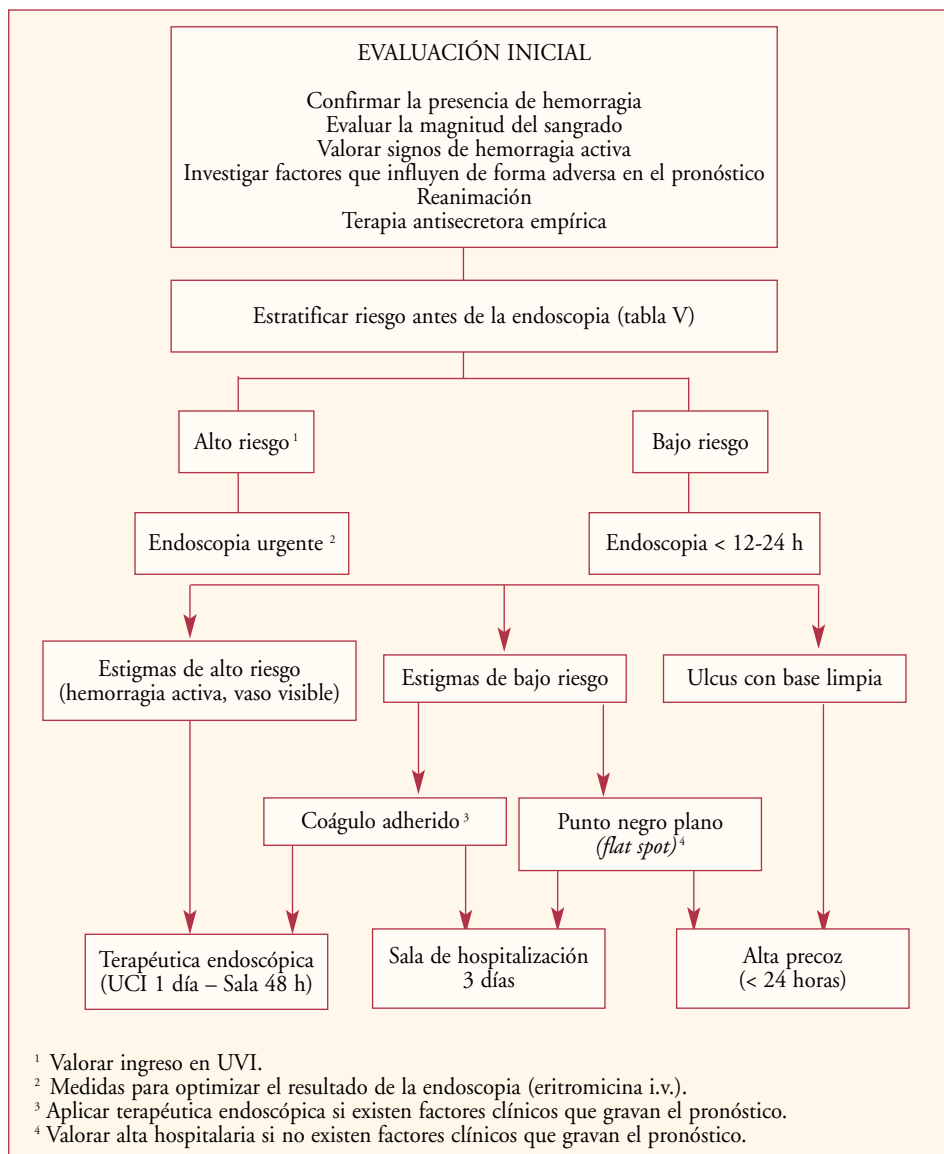 EVALUACIÓN INICIAL
Confirmar la presencia de hemorragia
Evaluar la magnitud del sangrado
Valorar signos de hemorragia activa
Investigar factores que influyen de forma adversa en el pronóstico
Reanimación
Terapia antisecretora empírica
Estratificar riesgo antes de la endoscopia (tabla V)
Alto riesgo ¹
Bajo riesgo
Endoscopia urgente ²
Endoscopia < 12-24 h
Estigmas de alto riesgo
(hemorragia activa, vaso visible)
Estigmas de bajo riesgo
Ulcus con base limpia
Coágulo adherido ³
Punto negro plano
(flat spot) ⁴
Terapéutica endoscópica
(UCI 1 día – Sala 48 h)
Sala de hospitalización
3 días
Alta precoz
(< 24 horas)
¹ Valorar ingreso en UVI.
² Medidas para optimizar el resultado de la endoscopia (eritromicina i.v.).
³ Aplicar terapéutica endoscópica si existen factores clínicos que gravan el pronóstico.
⁴ Valorar alta hospitalaria si no existen factores clínicos que gravan el pronóstico.